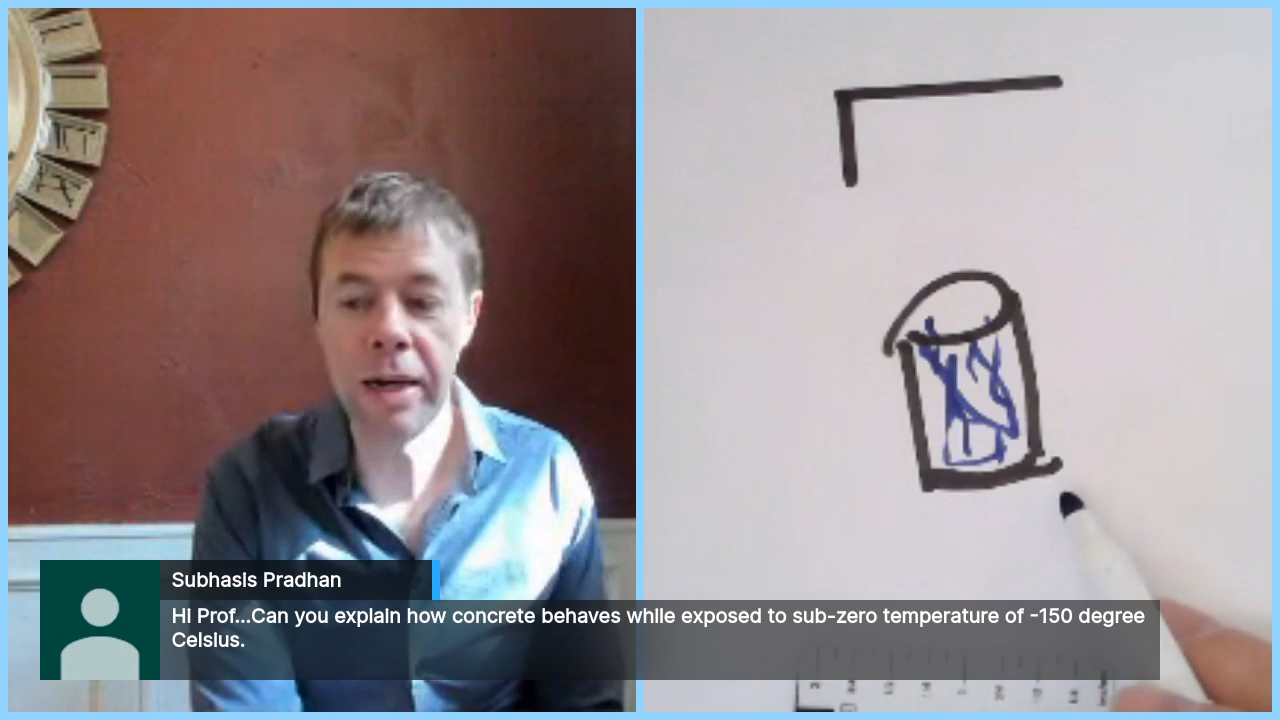 Subhasis Pradhan
Hi Prof...Can you explain how concrete behaves while exposed to sub-zero temperature of -150 degree
Celsius.